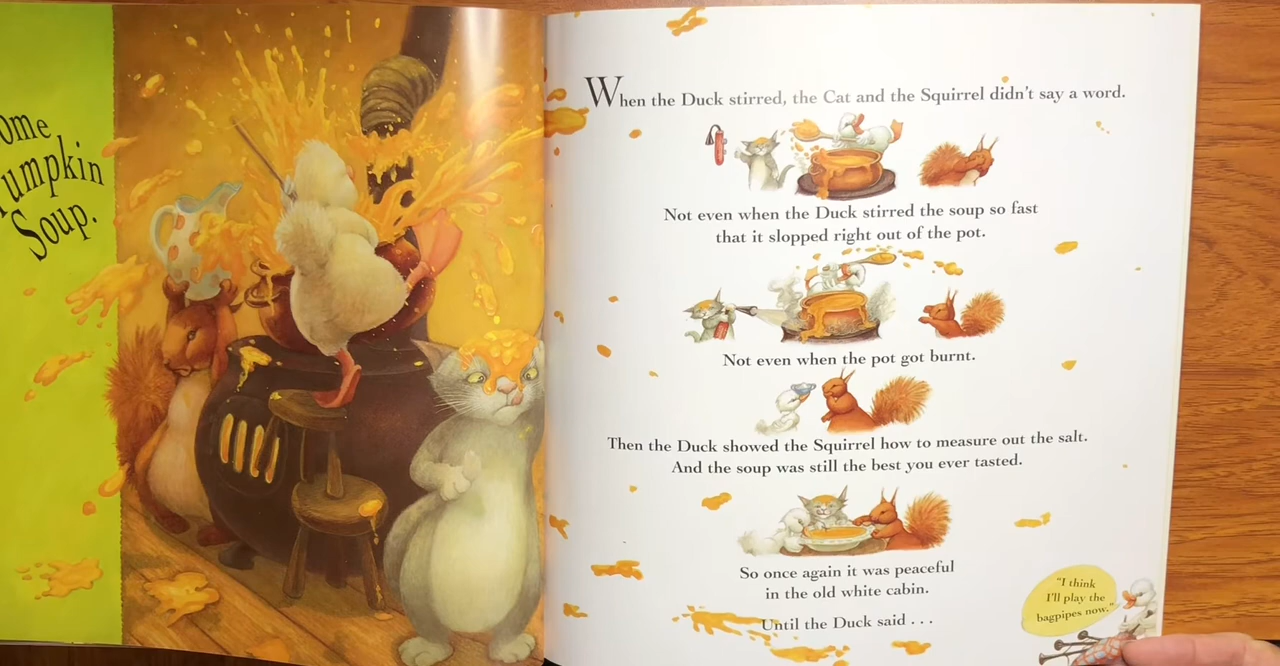 Soup.
When the Duck stirred, the Cat and the Squirrel didn't say a word.
Not even when the Duck stirred the soup so fast
that it slopped right out of the pot.
Not even when the pot got burnt.
Then the Duck showed the Squirrel how to measure out the salt.
And the soup was still the best you ever tasted.
So once again it was peaceful
in the old white cabin.
Until the Duck said . . .
"I think
I'll play the
bagpipes now."